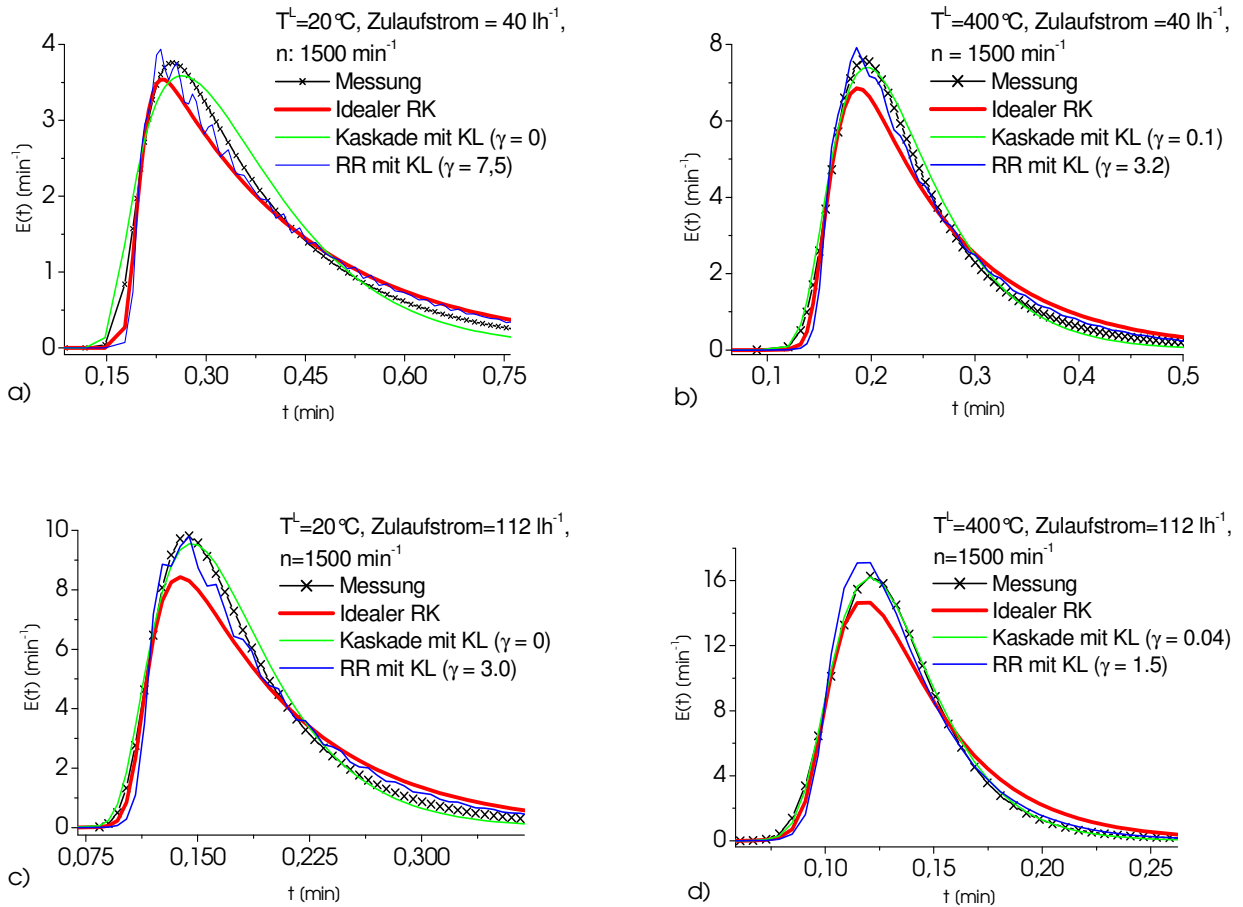 T^L=20°C, Zulaufstrom = 40 lh^-1,
n: 1500 min^-1
Messung
Idealer RK
Kaskade mit KL (γ = 0)
RR mit KL (γ = 7,5)
4
3
2
1
0
E(t) (min^-1)
0,15 0,30 0,45 0,60 0,75
t (min)
a)
T^L=400°C, Zulaufstrom =40 lh^-1,
n = 1500 min^-1
Messung
Idealer RK
Kaskade mit KL (γ = 0.1)
RR mit KL (γ = 3.2)
8
6
4
2
0
E(t) (min^-1)
0,1 0,2 0,3 0,4 0,5
t (min)
b)
T^L=20°C, Zulaufstrom=112 lh^-1,
n=1500 min^-1
Messung
Idealer RK
Kaskade mit KL (γ = 0)
RR mit KL (γ = 3.0)
10
8
6
4
2
0
E(t) (min^-1)
0,075 0,150 0,225 0,300
t (min)
c)
T^L=400°C, Zulaufstrom=112 lh^-1,
n=1500 min^-1
Messung
Idealer RK
Kaskade mit KL (γ = 0.04)
RR mit KL (γ = 1.5)
16
12
8
4
0
E(t) (min^-1)
0,10 0,15 0,20 0,25
t (min)
d)